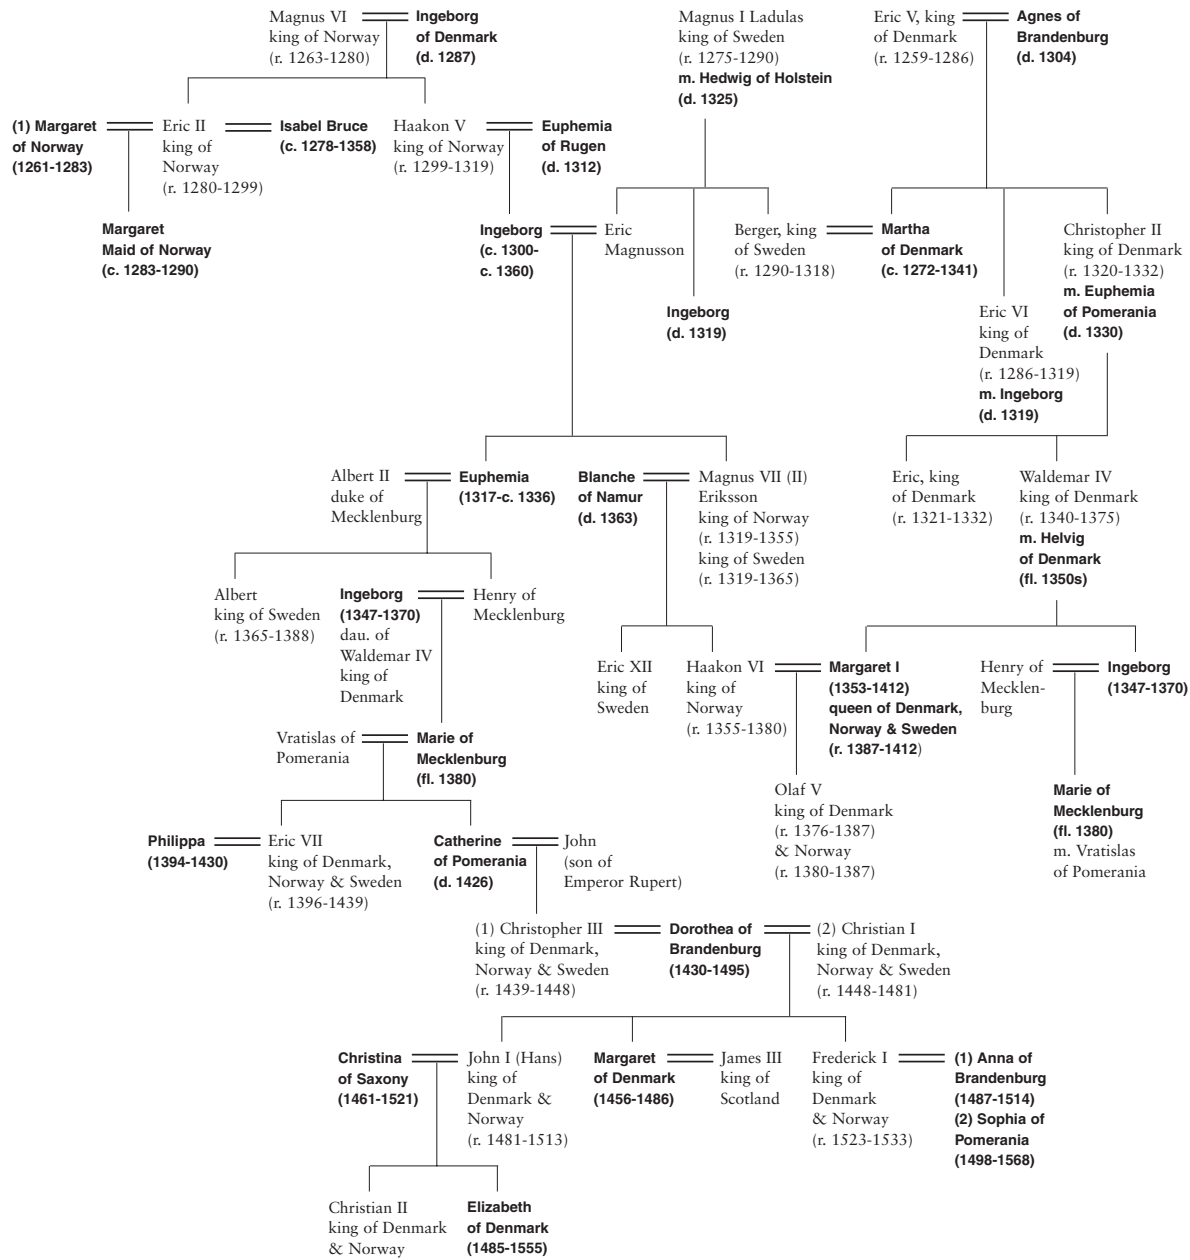 Magnus VI
king of Norway
(r. 1263-1280)
Ingeborg
of Denmark
(d. 1287)
Magnus I Ladulas
king of Sweden
(r. 1275-1290)
m. Hedwig of Holstein
(d. 1325)
Eric V, king
of Denmark
(r. 1259-1286)
Agnes of
Brandenburg
(d. 1304)
(1) Margaret
of Norway
(1261-1283)
Eric II
king of
Norway
(r. 1280-1299)
Isabel Bruce
(c. 1278-1358)
Haakon V
king of Norway
(r. 1299-1319)
Euphemia
of Rugen
(d. 1312)
Margaret
Maid of Norway
(c. 1283-1290)
Ingeborg
(c. 1300-
c. 1360)
Eric
Magnusson
Ingeborg
(d. 1319)
Berger, king
of Sweden
(r. 1290-1318)
Martha
of Denmark
(c. 1272-1341)
Eric VI
king of
Denmark
(r. 1286-1319)
m. Ingeborg
(d. 1319)
Christopher II
king of Denmark
(r. 1320-1332)
m. Euphemia
of Pomerania
(d. 1330)
Albert II
duke of
Mecklenburg
Euphemia
(1317-c. 1336)
Blanche
of Namur
(d. 1363)
Magnus VII (II)
Eriksson
king of Norway
(r. 1319-1355)
king of Sweden
(r. 1319-1365)
Eric, king
of Denmark
(r. 1321-1332)
Waldemar IV
king of Denmark
(r. 1340-1375)
m. Helvig
of Denmark
(fl. 1350s)
Albert
king of Sweden
(r. 1365-1388)
Ingeborg
(1347-1370)
dau. of
Waldemar IV
king of
Denmark
Henry of
Mecklenburg
Eric XII
king of
Sweden
Haakon VI
king of
Norway
(r. 1355-1380)
Margaret I
(1353-1412)
queen of Denmark,
Norway & Sweden
(r. 1387-1412)
Henry of
Mecklen-
burg
Ingeborg
(1347-1370)
Vratislas of
Pomerania
Marie of
Mecklenburg
(fl. 1380)
Olaf V
king of Denmark
(r. 1376-1387)
& Norway
(r. 1380-1387)
Marie of
Mecklenburg
(fl. 1380)
m. Vratislas
of Pomerania
Philippa
(1394-1430)
Eric VII
king of Denmark,
Norway & Sweden
(r. 1396-1439)
Catherine
of Pomerania
(d. 1426)
John
(son of
Emperor Rupert)
(1) Christopher III
king of Denmark,
Norway & Sweden
(r. 1439-1448)
Dorothea of
Brandenburg
(1430-1495)
(2) Christian I
king of Denmark,
Norway & Sweden
(r. 1448-1481)
Christina
of Saxony
(1461-1521)
John I (Hans)
king of
Denmark &
Norway
(r. 1481-1513)
Margaret
of Denmark
(1456-1486)
James III
king of
Scotland
Frederick I
king of
Denmark
& Norway
(r. 1523-1533)
(1) Anna of
Brandenburg
(1487-1514)
(2) Sophia of
Pomerania
(1498-1568)
Christian II
king of Denmark
& Norway
Elizabeth
of Denmark
(1485-1555)